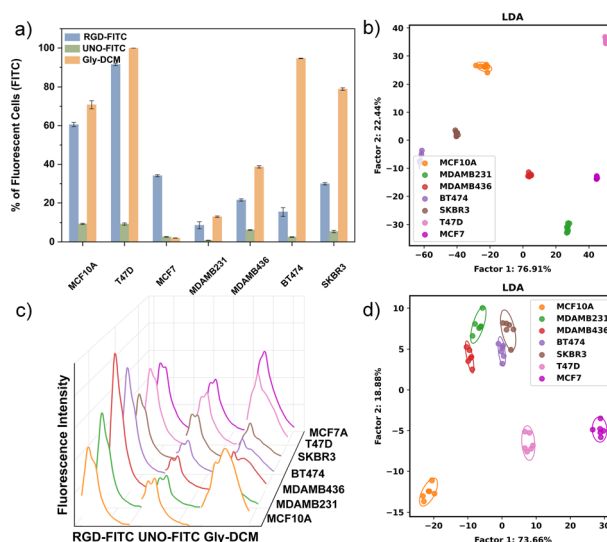 a)
RGD-FITC
UNO-FITC
Gly-DCM
% of Fluorescent Cells (FITC)
100
80
60
40
20
0
MCF10A
T47D
MCF7
MDAMB231
MDAMB436
BT474
SKBR3
b)
LDA
Factor 2: 22.44%
40
30
20
10
0
−10
−20
−30
MCF10A
MDAMB231
MDAMB436
BT474
SKBR3
T47D
MCF7
−60
−40
−20
0
20
40
Factor 1: 76.91%
c)
Fluorescence Intensity
MCF7A
T47D
SKBR3
BT474
MDAMB436
MDAMB231
MCF10A
RGD-FITC UNO-FITC Gly-DCM
d)
LDA
Factor 2: 18.88%
10
5
0
−5
−10
−15
MCF10A
MDAMB231
MDAMB436
BT474
SKBR3
T47D
MCF7
−20
−10
0
10
20
30
Factor 1: 73.66%